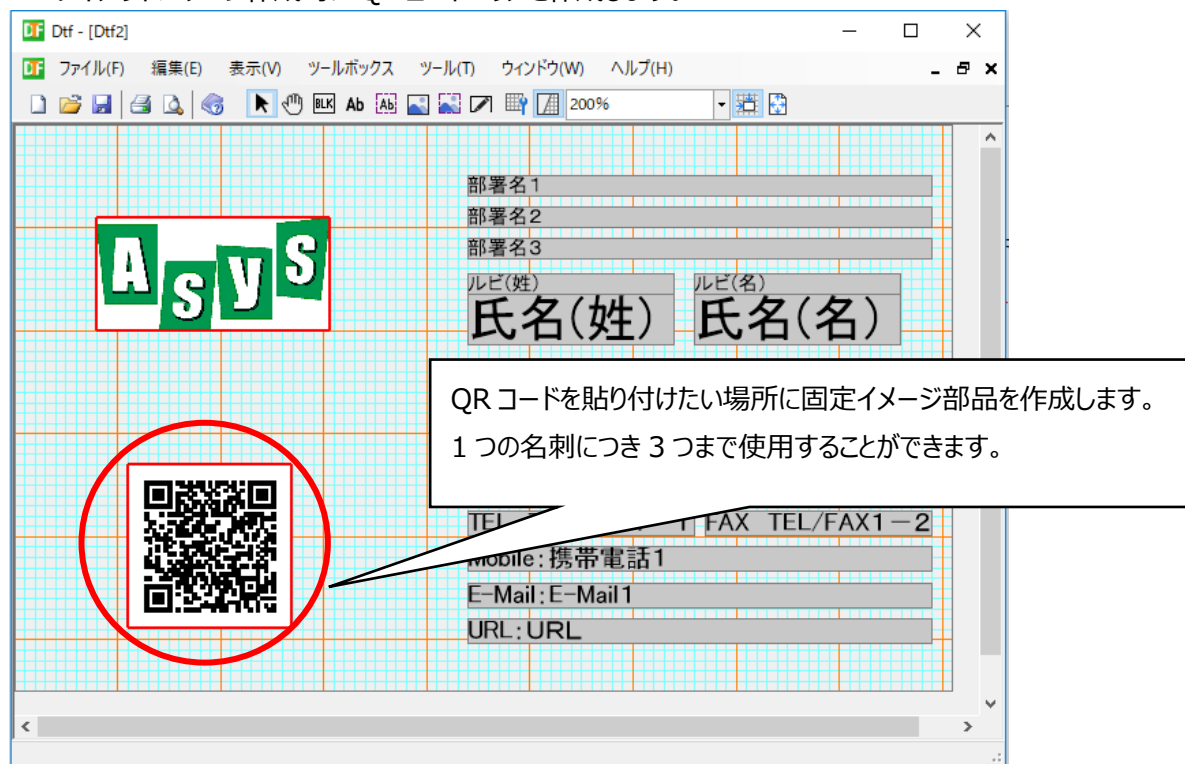 Dtf - [Dtf2]
ファイル(F) 編集(E) 表示(V) ツールボックス ツール(T) ウィンドウ(W) ヘルプ(H)
BLK Ab Ab 200%
部署名1
部署名2
部署名3
ルビ(姓) ルビ(名)
氏名(姓) 氏名(名)
Asys
QR コードを貼り付けたい場所に固定イメージ部品を作成します。
1 つの名刺につき 3 つまで使用することができます。
TEL 1 FAX TEL/FAX1-2
Mobile:携帯電話1
E-Mail:E-Mail1
URL:URL